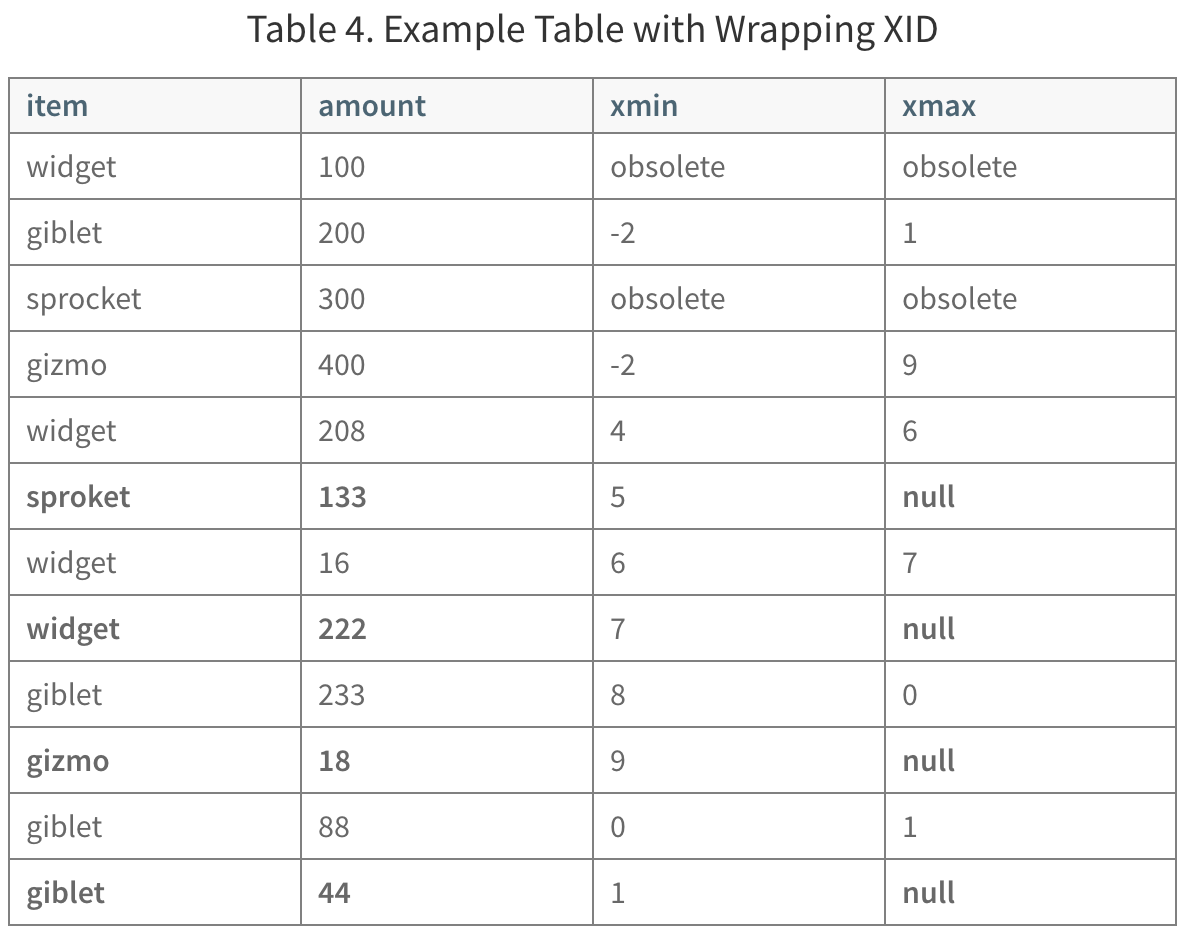 Table 4. Example Table with Wrapping XID
item amount xmin xmax
widget 100 obsolete obsolete
giblet 200 -2 1
sprocket 300 obsolete obsolete
gizmo 400 -2 9
widget 208 4 6
sproket 133 5 null
widget 16 6 7
widget 222 7 null
giblet 233 8 0
gizmo 18 9 null
giblet 88 0 1
giblet 44 1 null